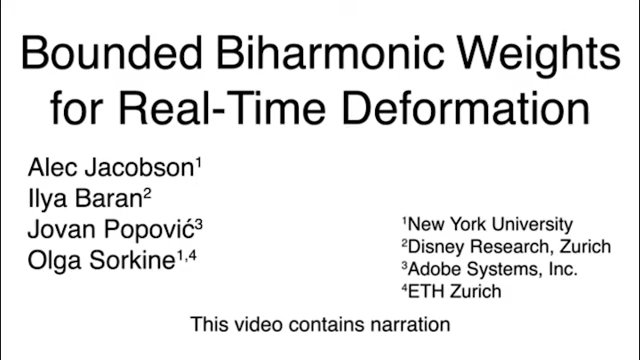 Bounded Biharmonic Weights
for Real-Time Deformation
Alec Jacobson¹
Ilya Baran²
Jovan Popović³
Olga Sorkine¹,⁴
¹New York University
²Disney Research, Zurich
³Adobe Systems, Inc.
⁴ETH Zurich
This video contains narration